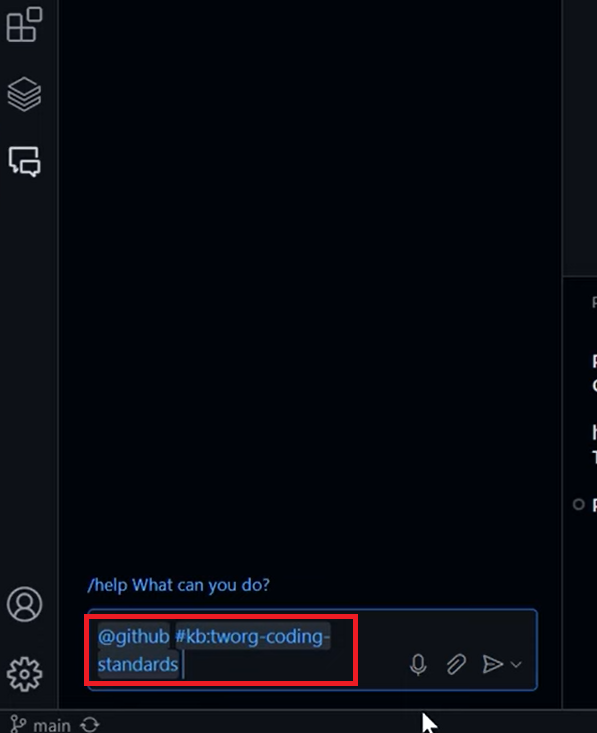 /help What can you do?
@github #kb:tworg-coding-
standards
main